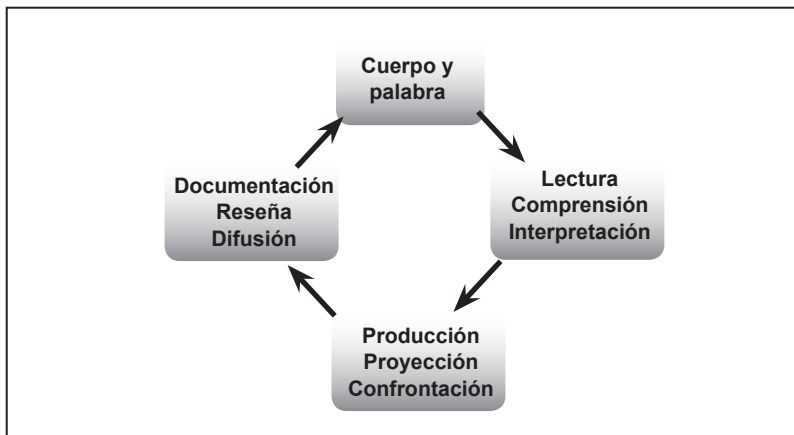 Cuerpo y
palabra
Lectura
Comprensión
Interpretación
Producción
Proyección
Confrontación
Documentación
Reseña
Difusión